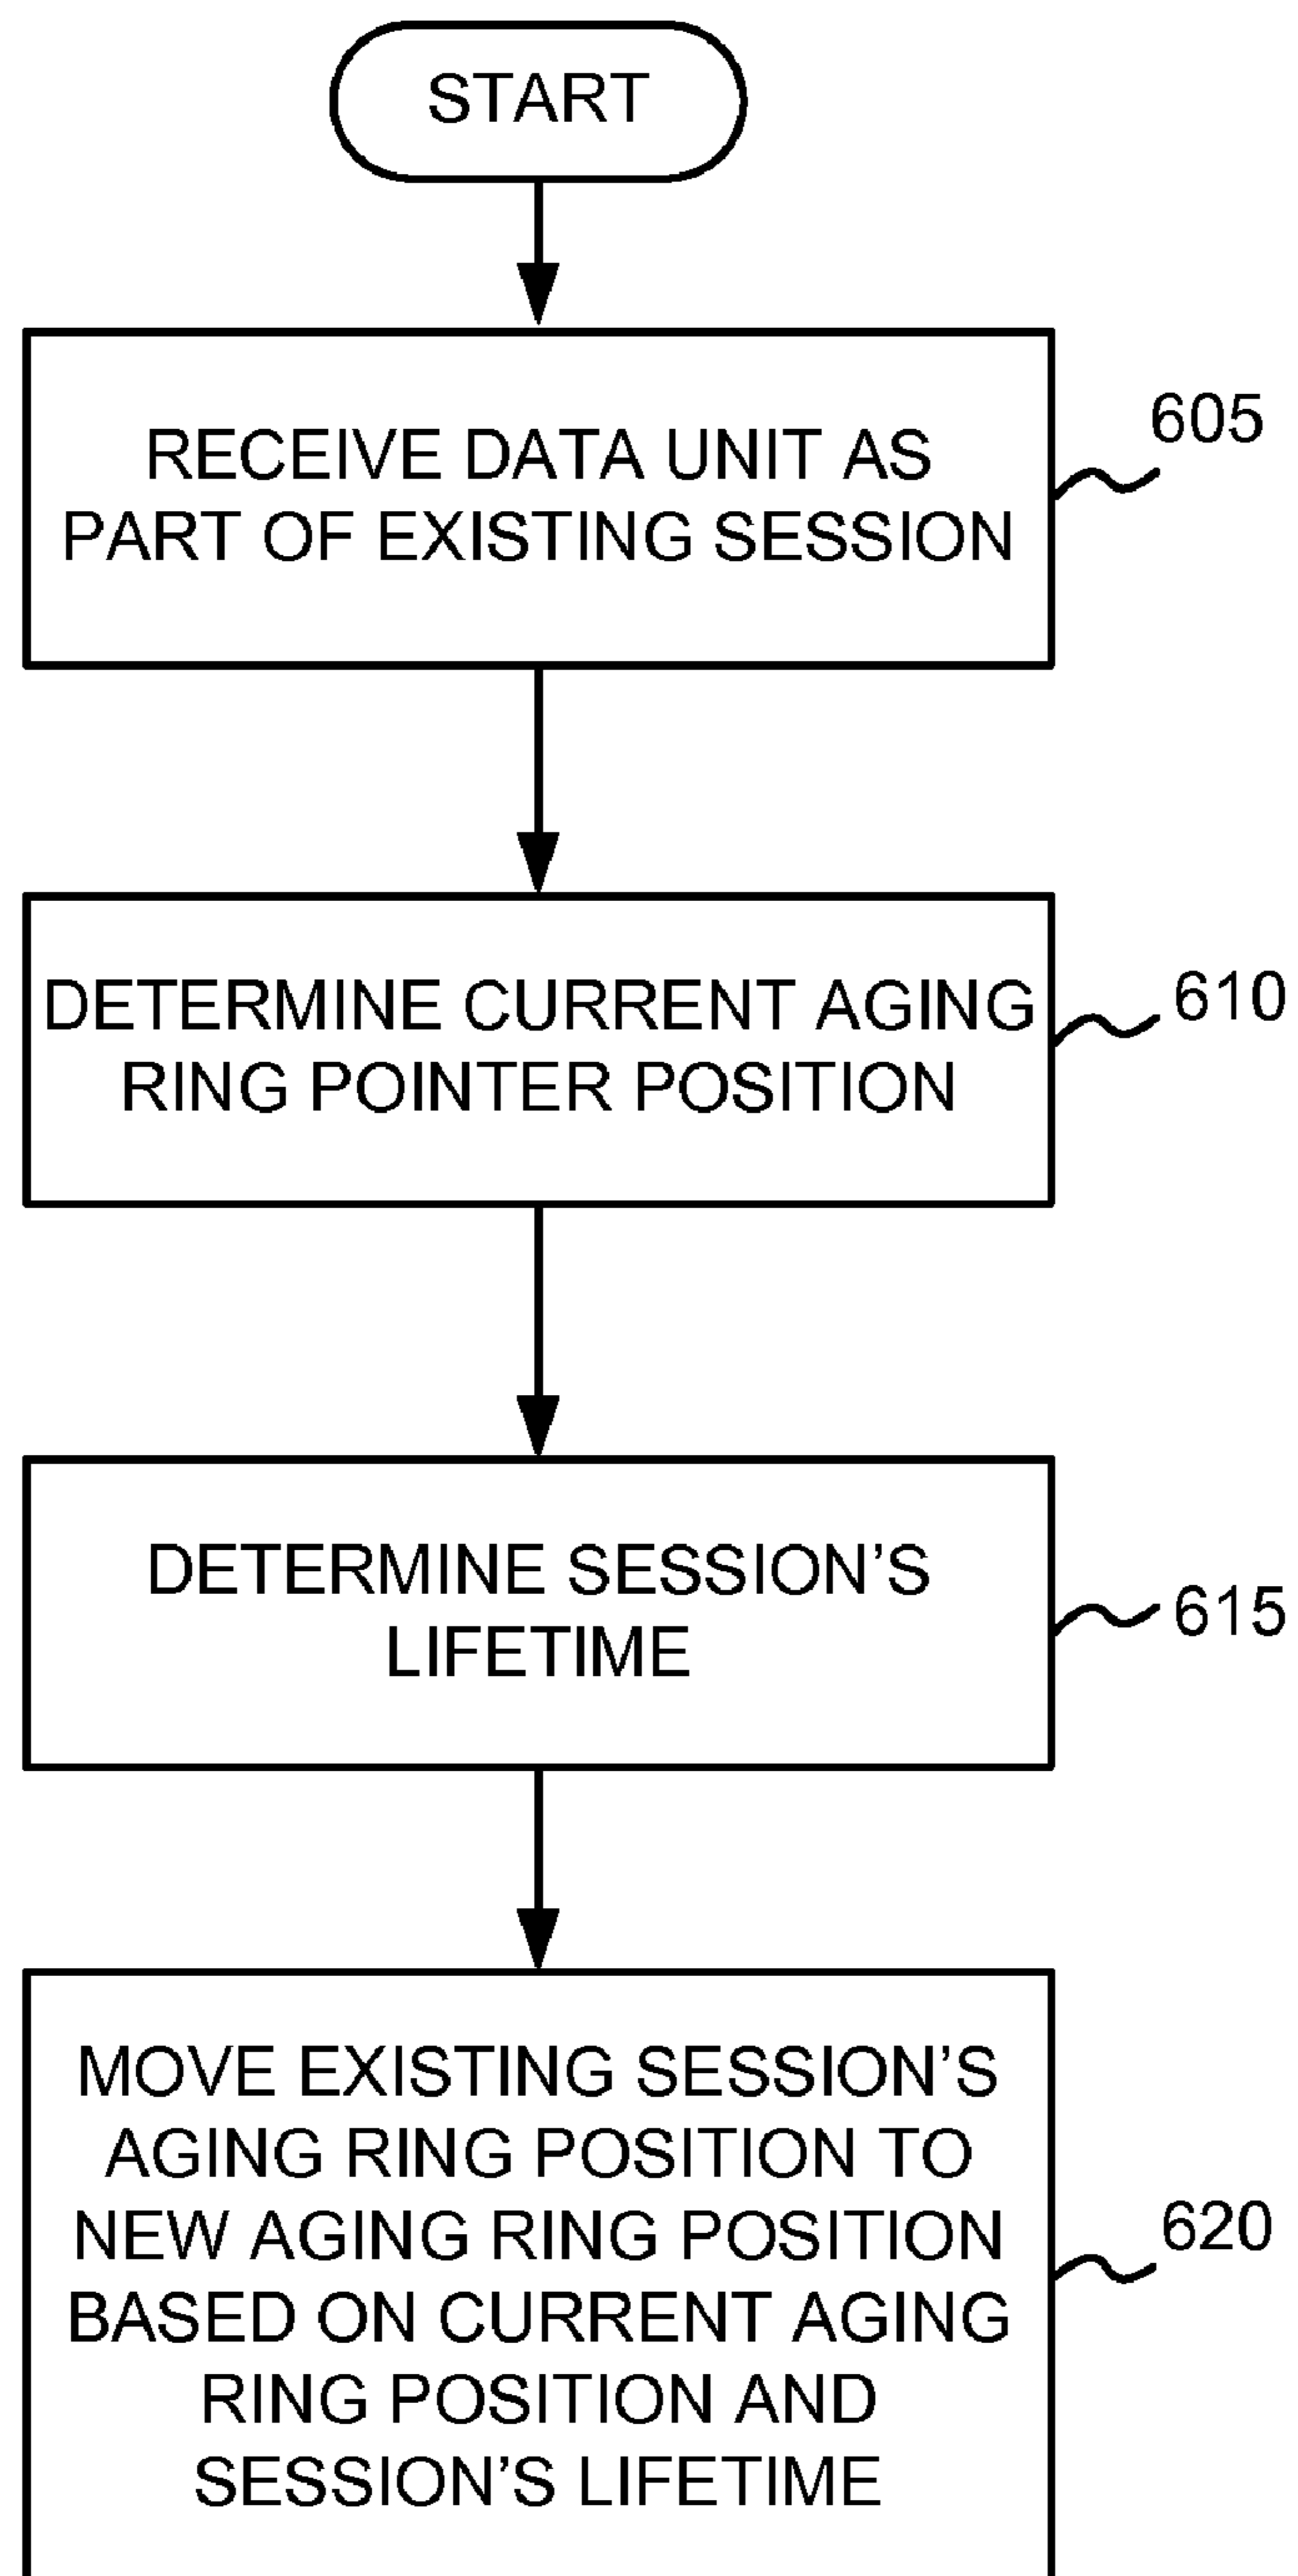 START
RECEIVE DATA UNIT AS
PART OF EXISTING SESSION
605
DETERMINE CURRENT AGING
RING POINTER POSITION
610
DETERMINE SESSION’S
LIFETIME
615
MOVE EXISTING SESSION’S
AGING RING POSITION TO
NEW AGING RING POSITION
BASED ON CURRENT AGING
RING POSITION AND
SESSION’S LIFETIME
620